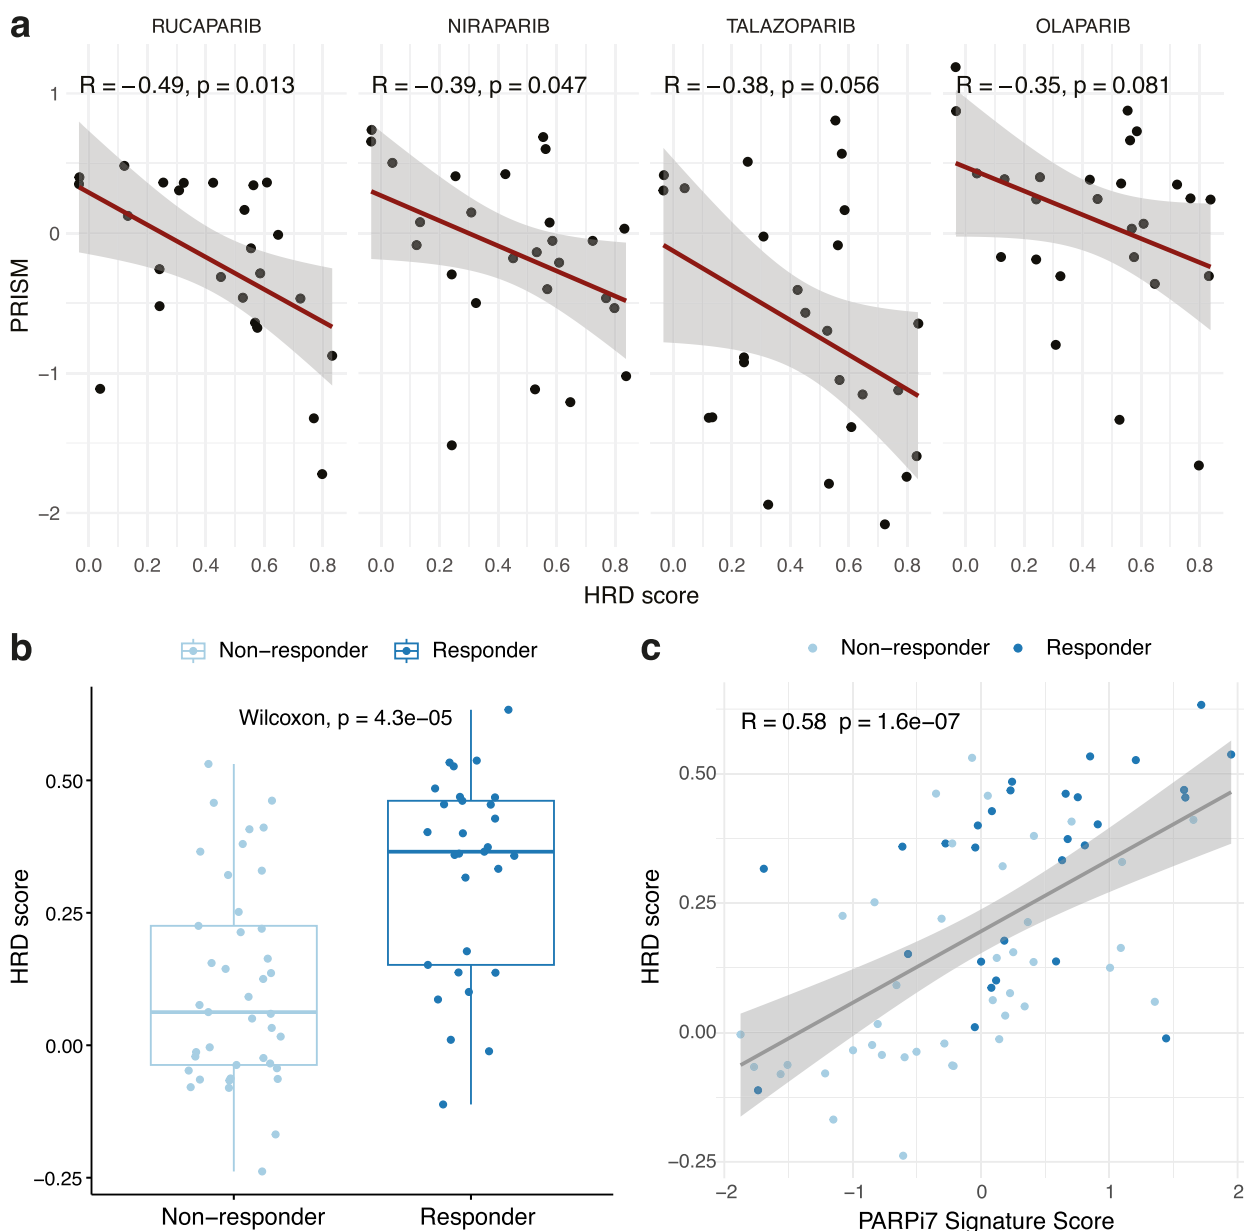 a
RUCAPARIB NIRAPARIB TALAZOPARIB OLAPARIB
R = −0.49, p = 0.013 R = −0.39, p = 0.047 R = −0.38, p = 0.056 R = −0.35, p = 0.081
1
0
−1
−2
PRISM
0.0 0.2 0.4 0.6 0.8 0.0 0.2 0.4 0.6 0.8 0.0 0.2 0.4 0.6 0.8 0.0 0.2 0.4 0.6 0.8
HRD score
b
Non−responder Responder
Wilcoxon, p = 4.3e−05
0.50
0.25
0.00
−0.25
HRD score
Non−responder Responder
c
Non−responder Responder
R = 0.58 p = 1.6e−07
0.50
0.25
0.00
−0.25
HRD score
−2 −1 0 1 2
PARPi7 Signature Score